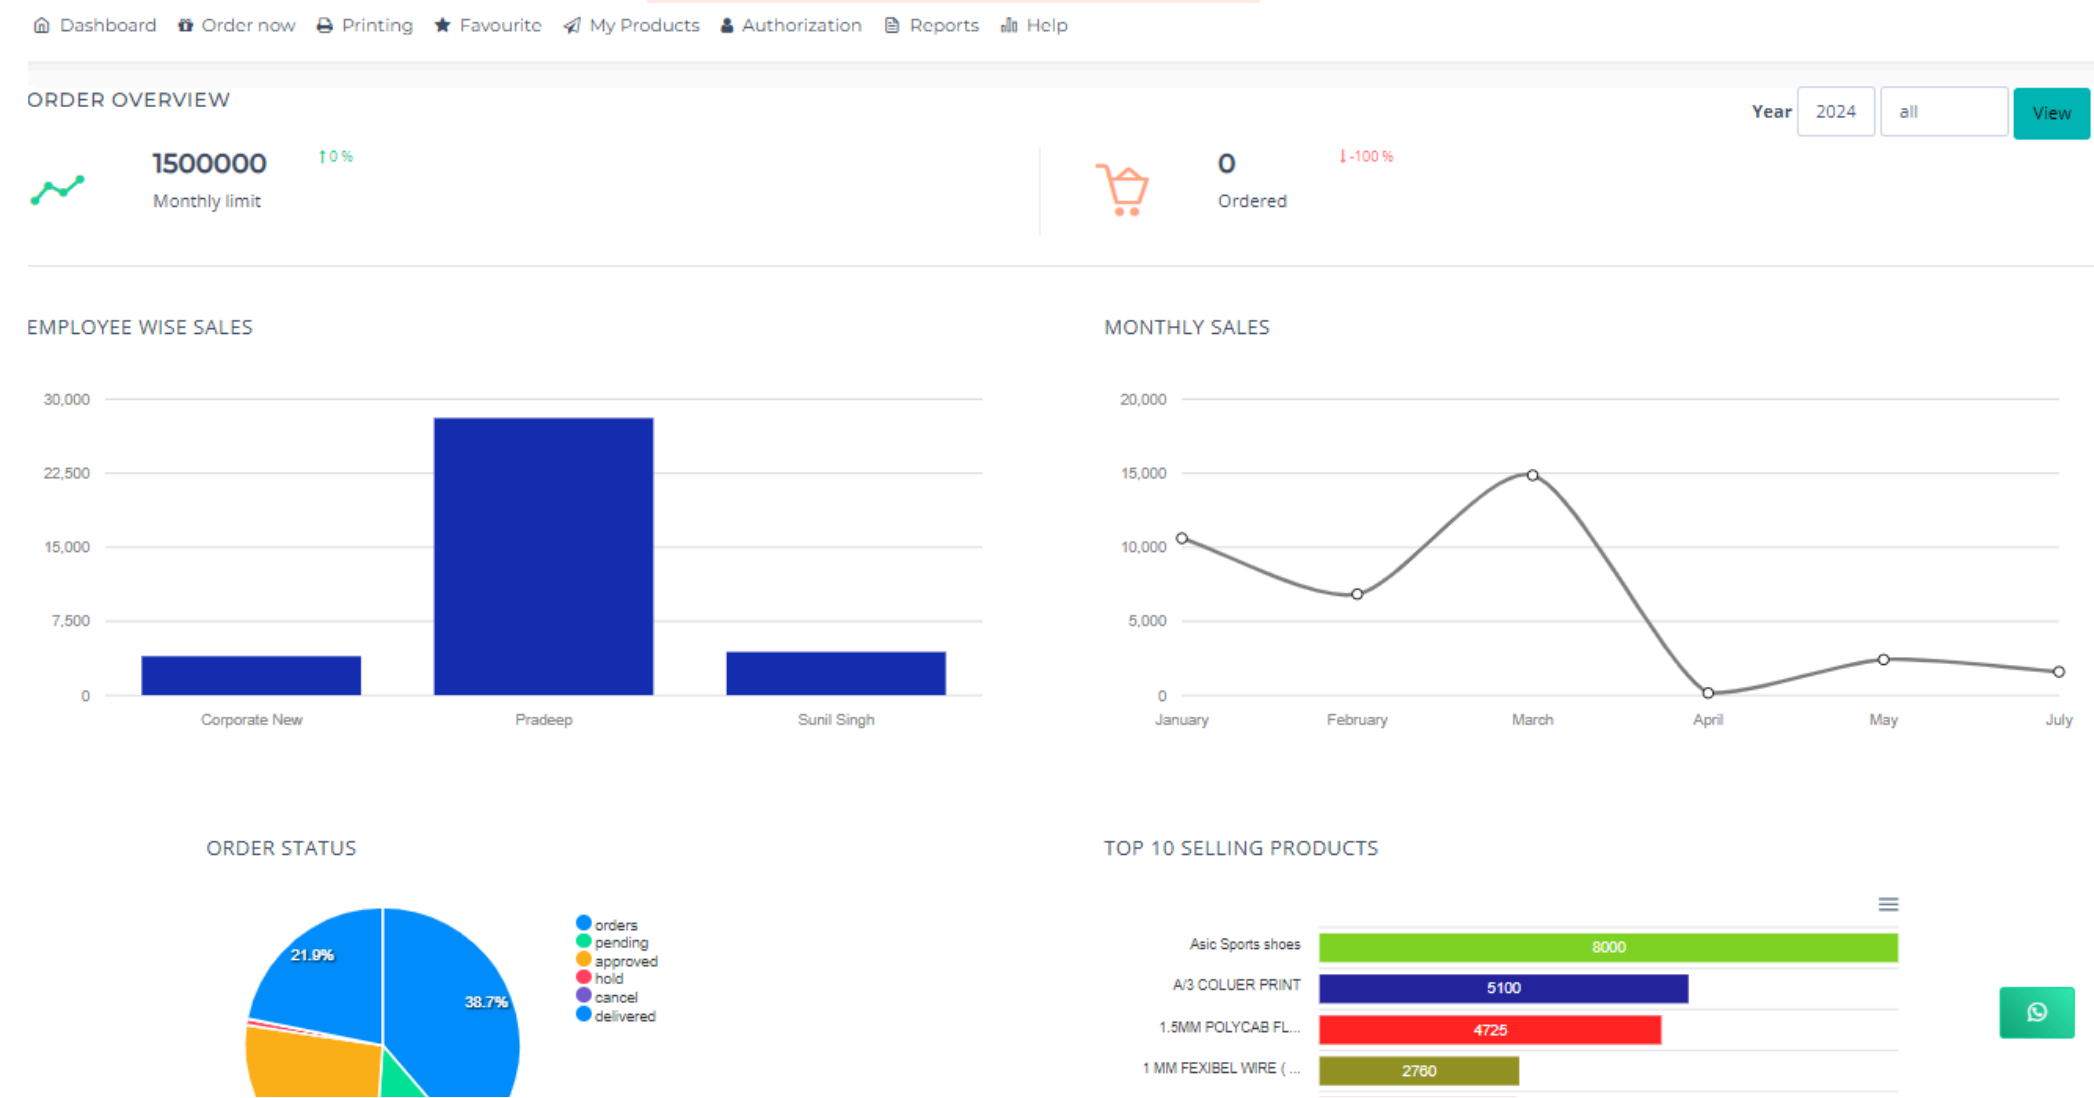 Dashboard Order now Printing Favourite My Products Authorization Reports Help
ORDER OVERVIEW
Year 2024 all View
1500000 ↑0 %
Monthly limit
0 ↓-100 %
Ordered
EMPLOYEE WISE SALES
30,000
22,500
15,000
7,500
0
Corporate New Pradeep Sunil Singh
MONTHLY SALES
20,000
15,000
10,000
5,000
0
January February March April May July
ORDER STATUS
21.9%
38.7%
orders
pending
approved
hold
cancel
delivered
TOP 10 SELLING PRODUCTS
Asic Sports shoes 8000
A/3 COLUER PRINT 5100
1.5MM POLYCAB FL... 4725
1 MM FEXIBEL WIRE ( ... 2760